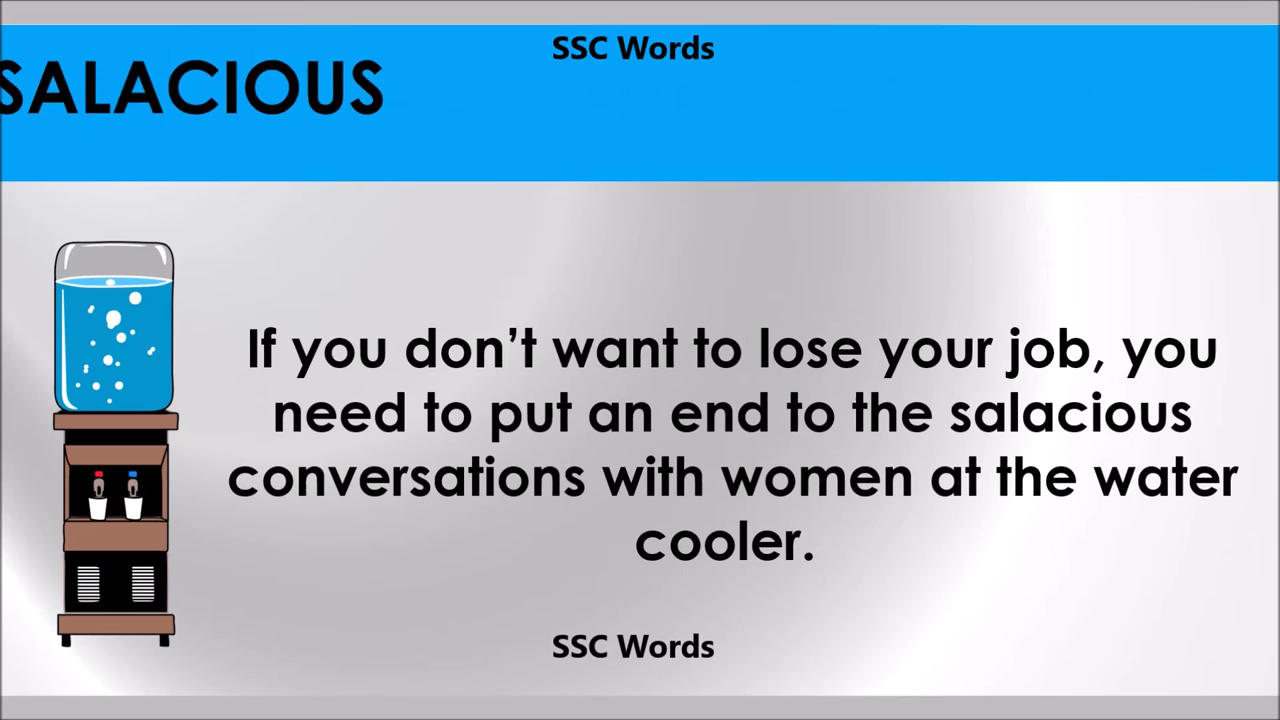 SSC Words
SALACIOUS
If you don’t want to lose your job, you
need to put an end to the salacious
conversations with women at the water
cooler.
SSC Words